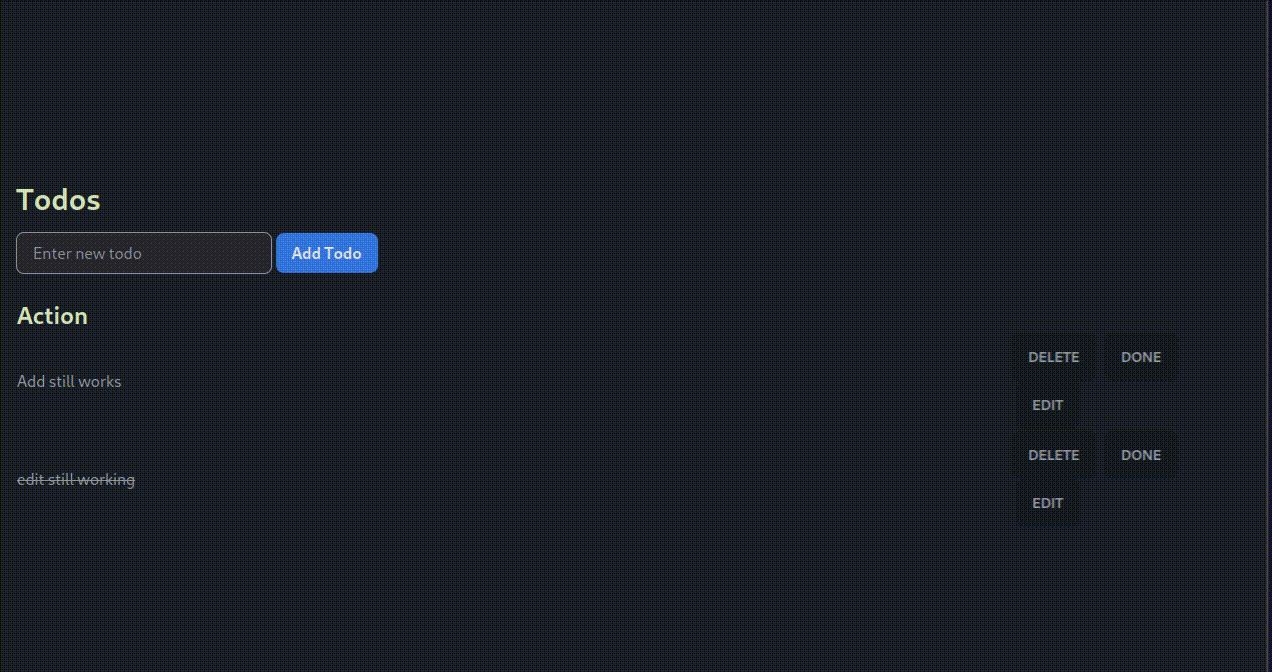 Todos
Enter new todo Add Todo
Action
DELETE DONE
Add still works
EDIT
DELETE DONE
edit still working
EDIT